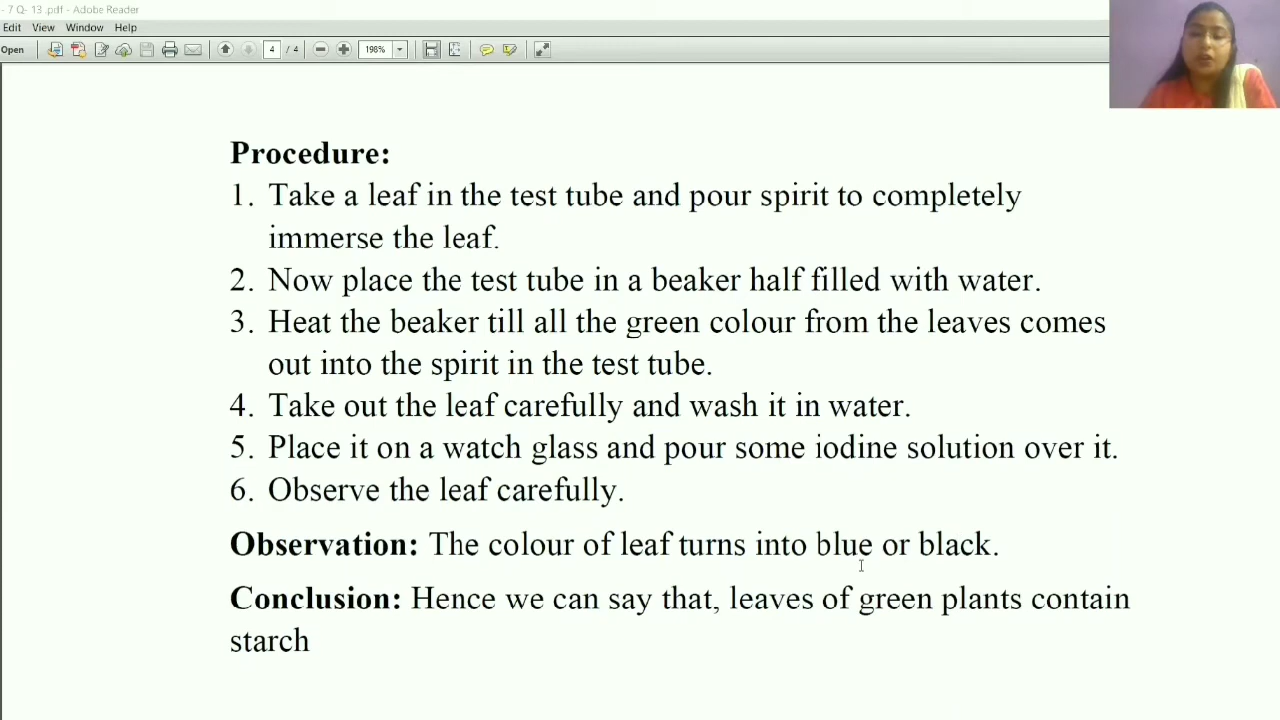 - 7 Q- 13 .pdf - Adobe Reader
Edit View Window Help
Open 4 / 4 198%
Procedure:
1. Take a leaf in the test tube and pour spirit to completely
immerse the leaf.
2. Now place the test tube in a beaker half filled with water.
3. Heat the beaker till all the green colour from the leaves comes
out into the spirit in the test tube.
4. Take out the leaf carefully and wash it in water.
5. Place it on a watch glass and pour some iodine solution over it.
6. Observe the leaf carefully.
Observation: The colour of leaf turns into blue or black.
Conclusion: Hence we can say that, leaves of green plants contain
starch